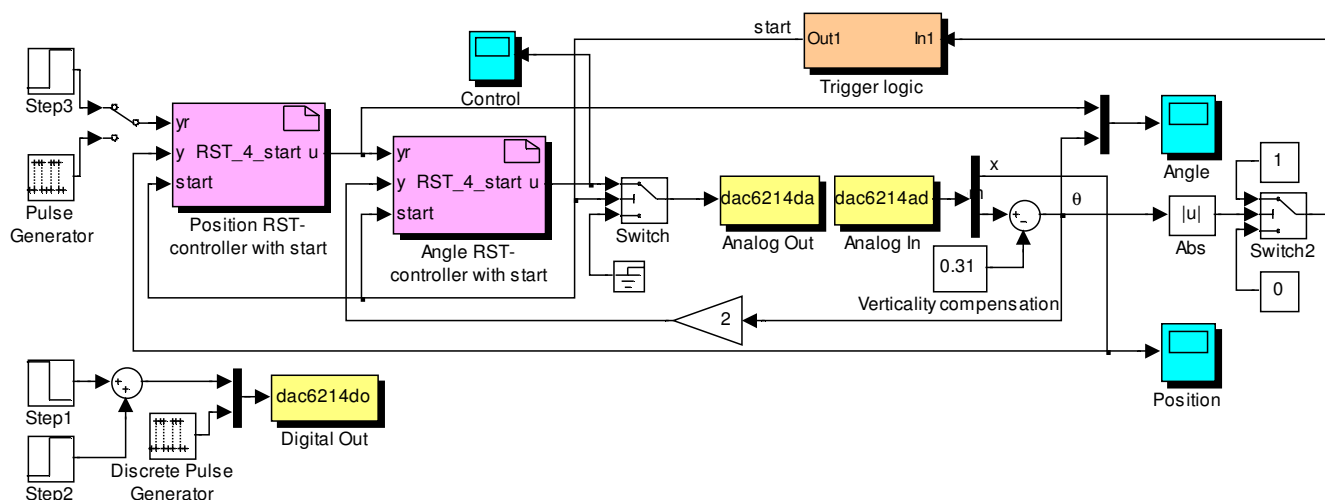 start
Out1 In1
Trigger logic
Control
Step3
yr
y RST_4_start u
start
Position RST-
controller with start
yr
y RST_4_start u
start
Angle RST-
controller with start
Pulse
Generator
Switch
dac6214da
Analog Out
dac6214ad
Analog In
m
x
+
-
θ
0.31
Verticality compensation
Angle
|u|
Abs
1
0
Switch2
2
Position
Step1
+
+
Step2
Discrete Pulse
Generator
dac6214do
Digital Out